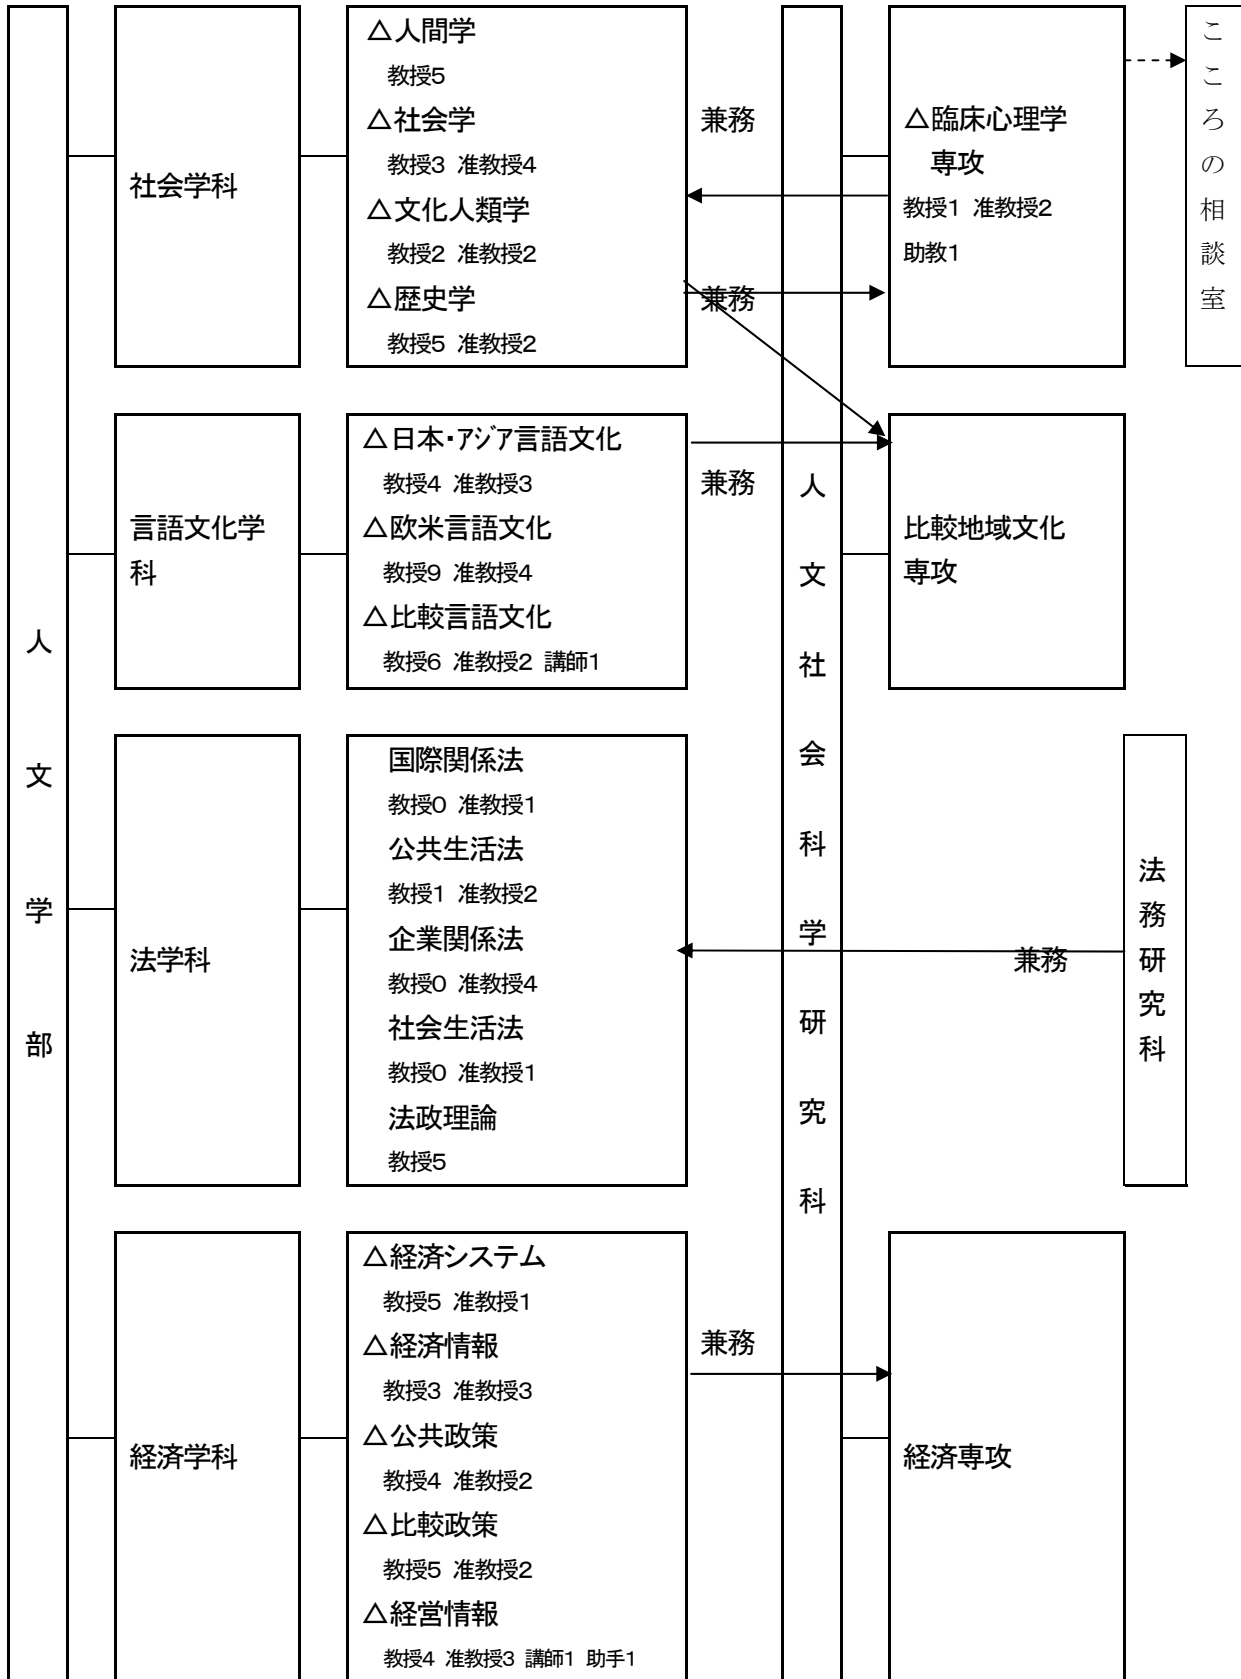 人文学部
社会学科
△人間学
教授5
△社会学
教授3 准教授4
△文化人類学
教授2 准教授2
△歴史学
教授5 准教授2
兼務
兼務
△臨床心理学
専攻
教授1 准教授2
助教1
こころの相談室
言語文化学
科
△日本・アジア言語文化
教授4 准教授3
△欧米言語文化
教授9 准教授4
△比較言語文化
教授6 准教授2 講師1
兼務
人文社会科学研究科
比較地域文化
専攻
法学科
国際関係法
教授0 准教授1
公共生活法
教授1 准教授2
企業関係法
教授0 准教授4
社会生活法
教授0 准教授1
法政理論
教授5
兼務
法務研究科
経済学科
△経済システム
教授5 准教授1
△経済情報
教授3 准教授3
△公共政策
教授4 准教授2
△比較政策
教授5 准教授2
△経営情報
教授4 准教授3 講師1 助手1
兼務
経済専攻